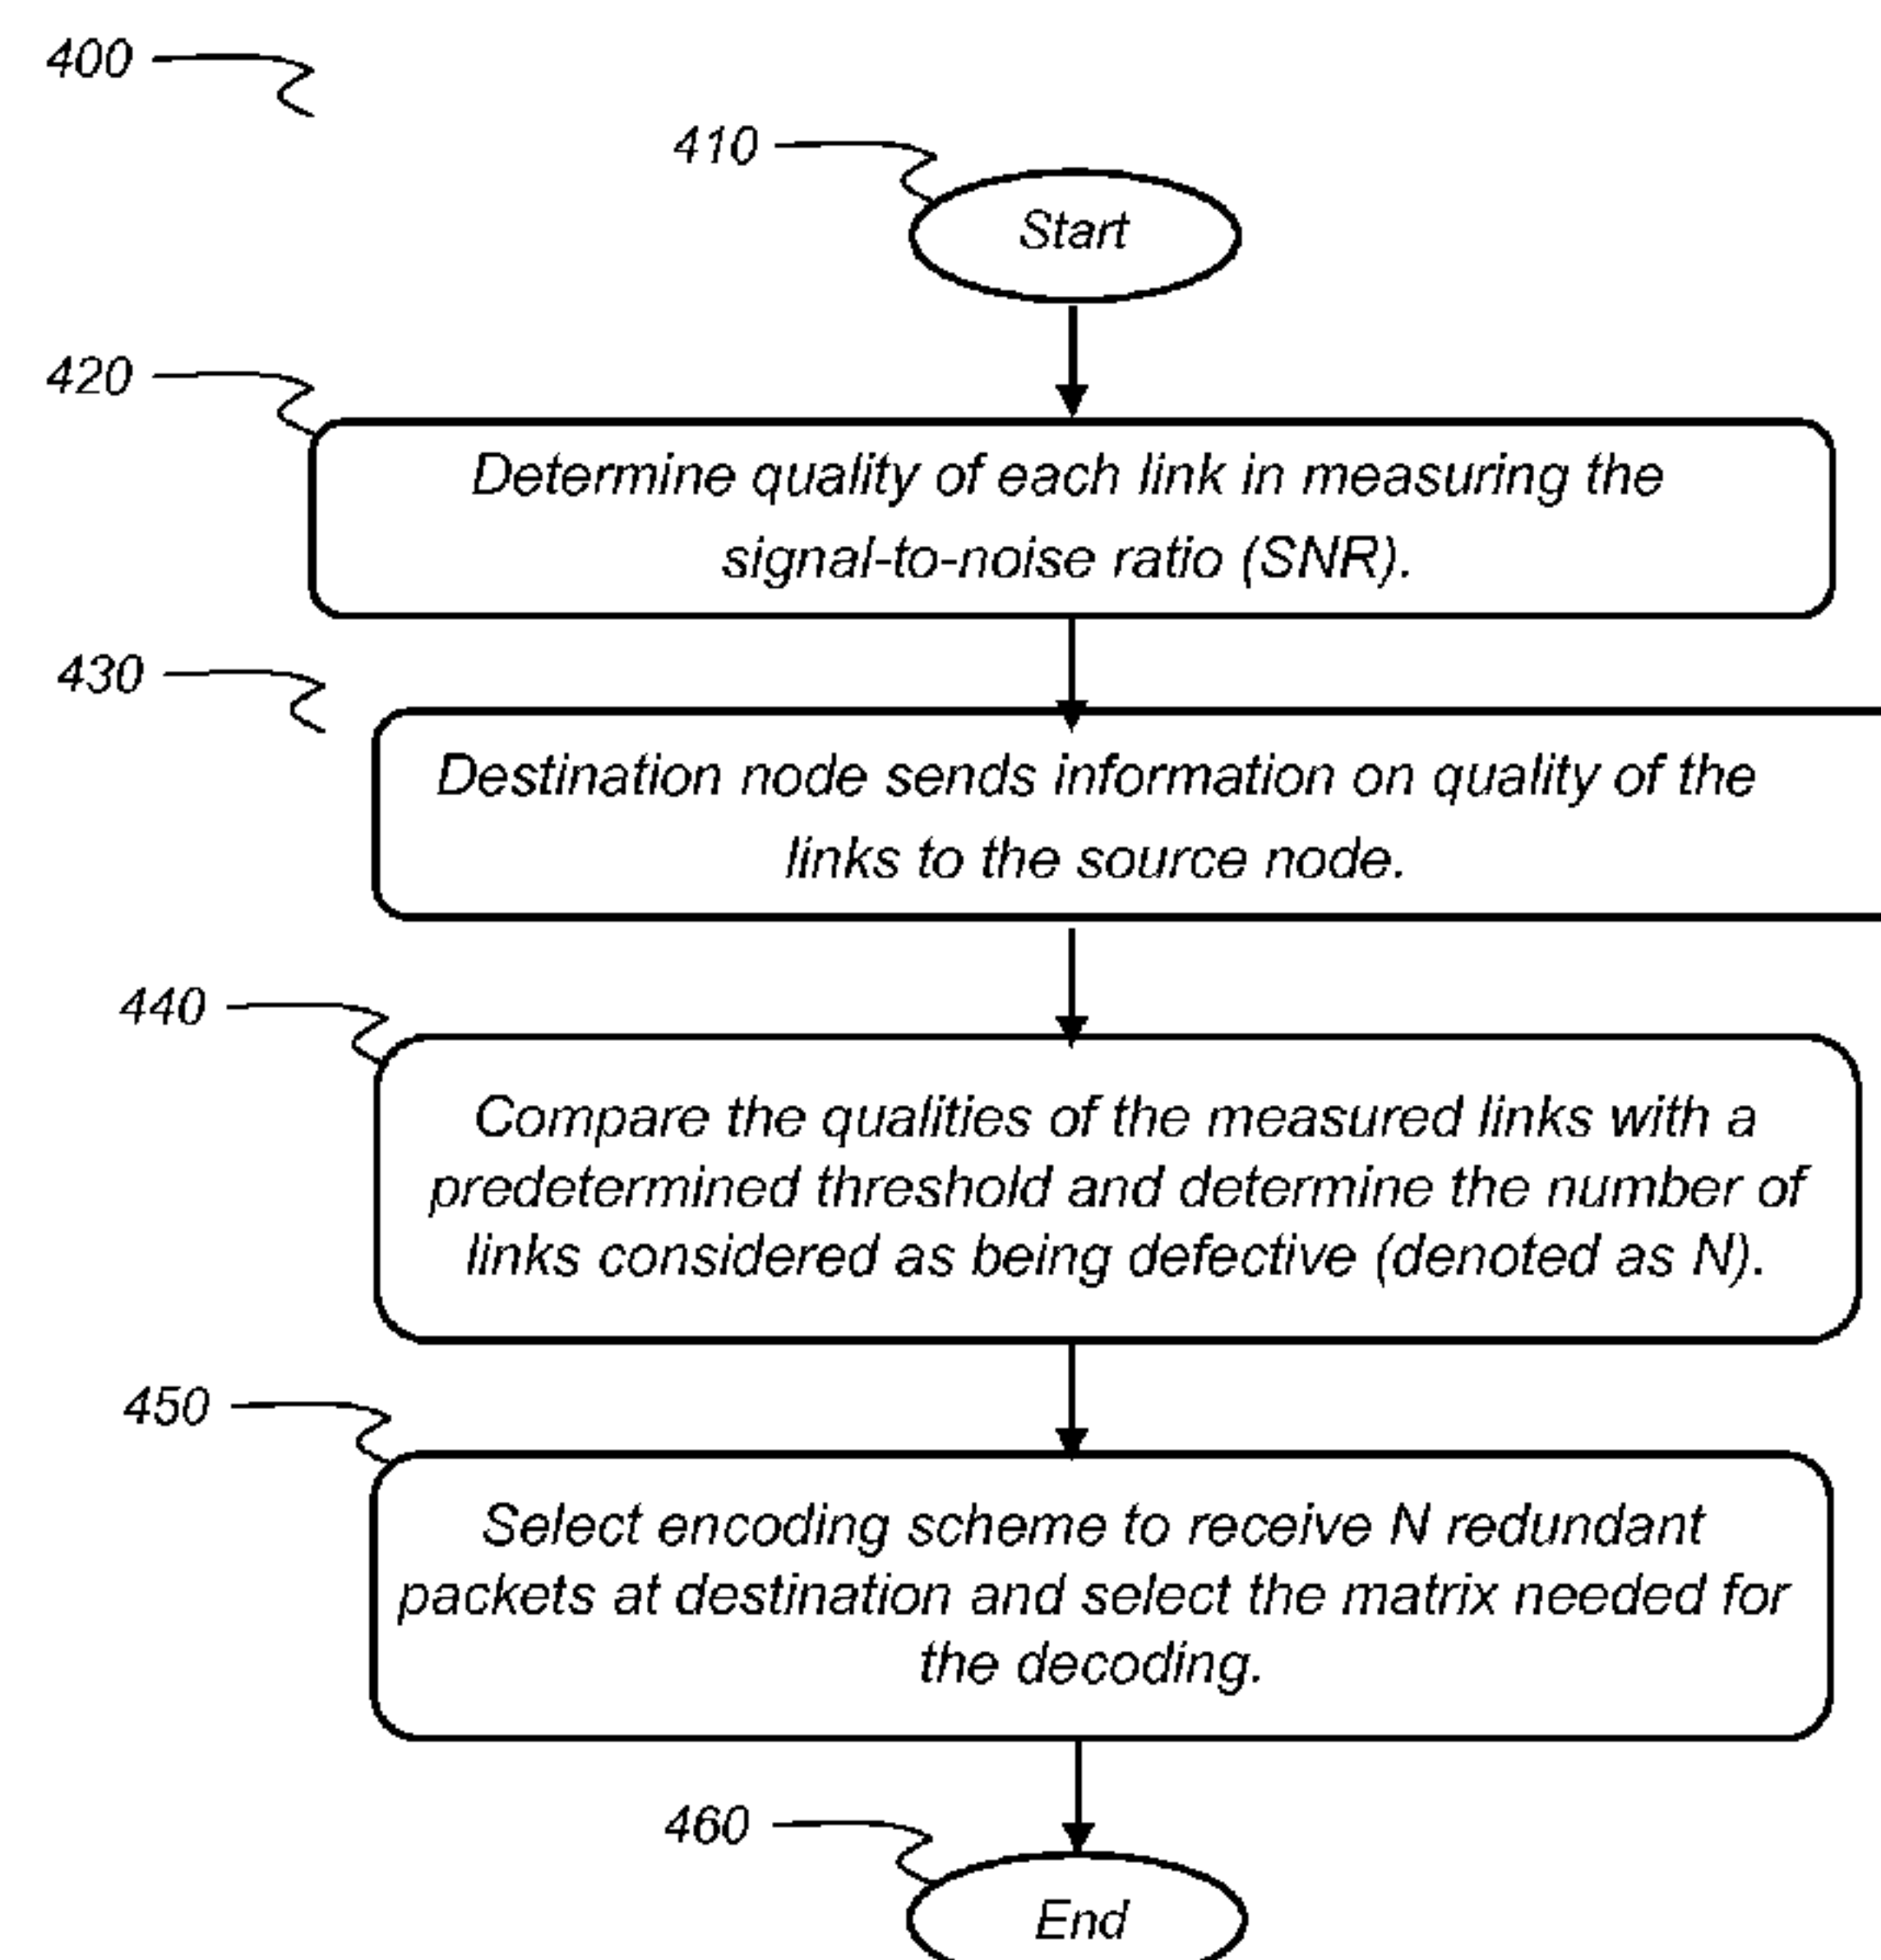 400
410
Start
420
Determine quality of each link in measuring the
signal-to-noise ratio (SNR).
430
Destination node sends information on quality of the
links to the source node.
440
Compare the qualities of the measured links with a
predetermined threshold and determine the number of
links considered as being defective (denoted as N).
450
Select encoding scheme to receive N redundant
packets at destination and select the matrix needed for
the decoding.
460
End